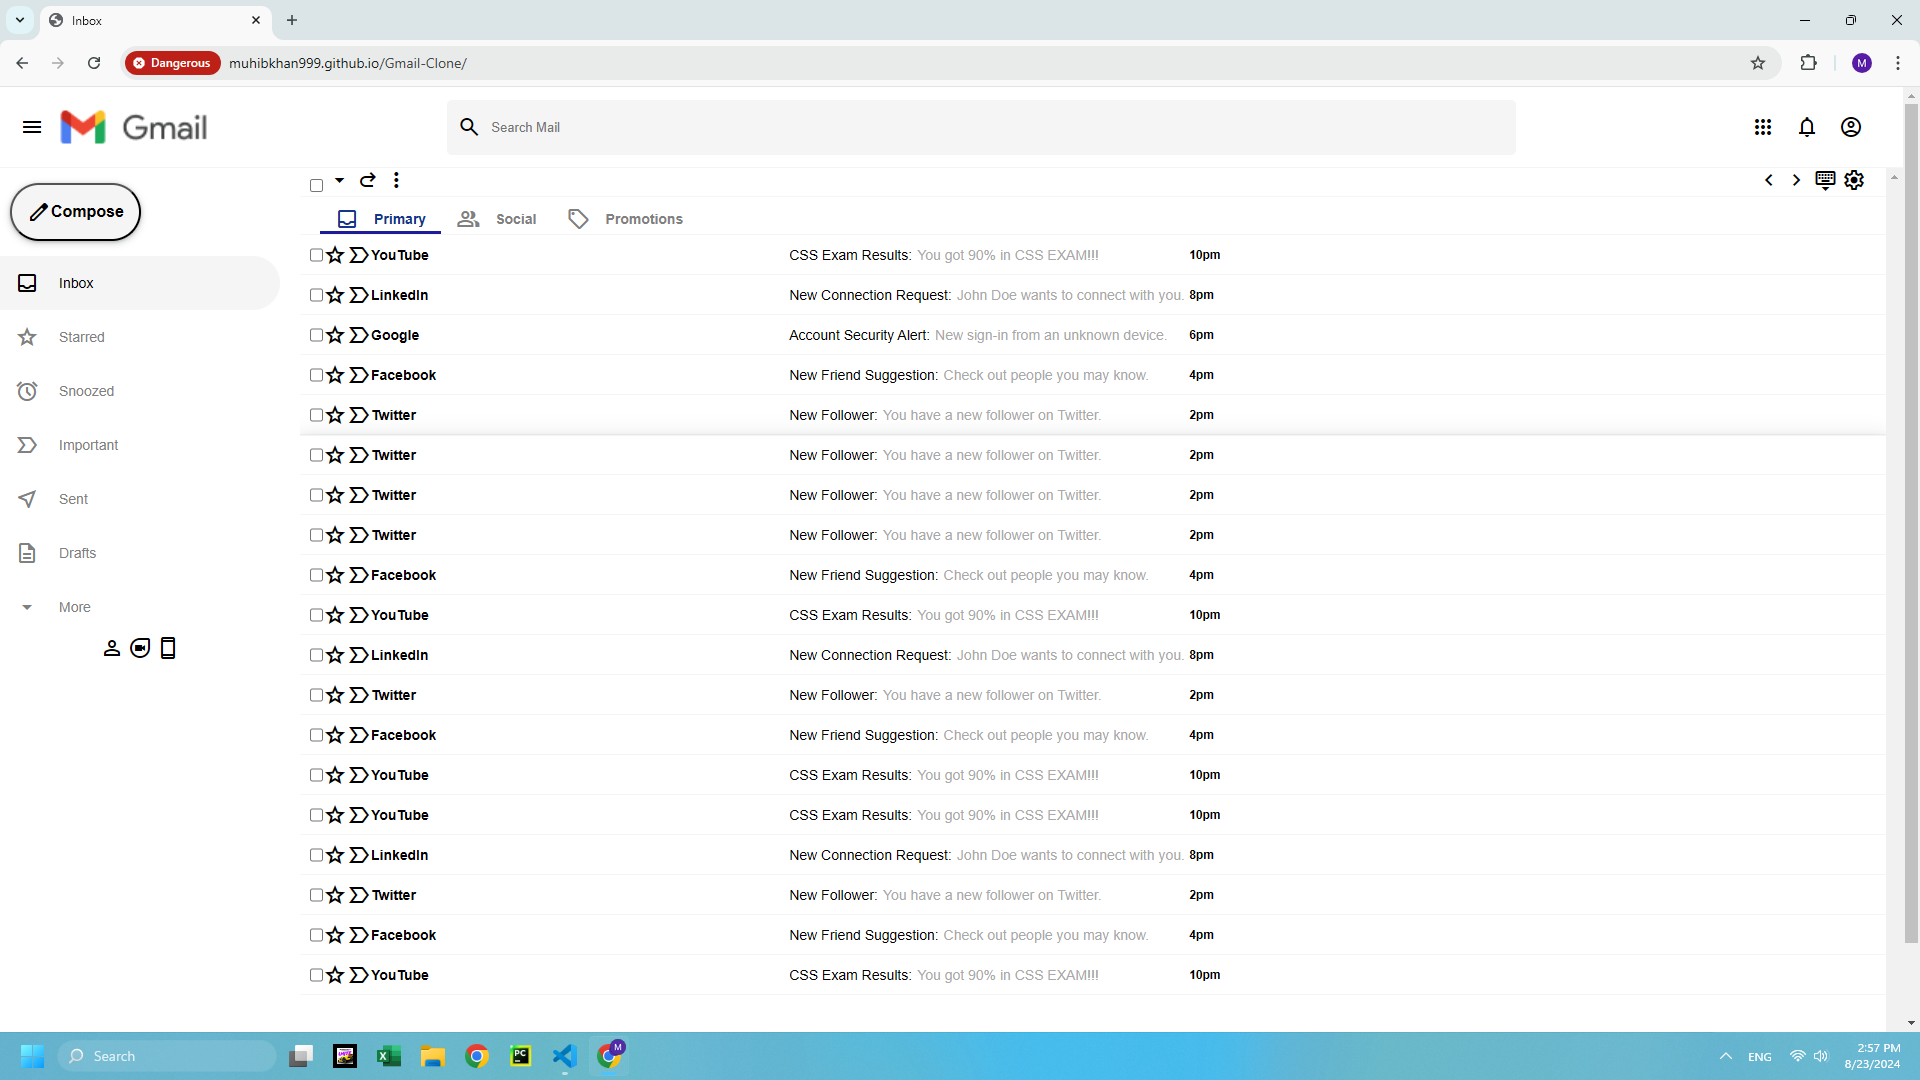 Inbox
Dangerous muhibkhan999.github.io/Gmail-Clone/ M
Gmail Search Mail
Compose
Primary Social Promotions
YouTube CSS Exam Results: You got 90% in CSS EXAM!!! 10pm
Inbox
LinkedIn New Connection Request: John Doe wants to connect with you. 8pm
Starred
Google Account Security Alert: New sign-in from an unknown device. 6pm
Facebook New Friend Suggestion: Check out people you may know. 4pm
Snoozed
Twitter New Follower: You have a new follower on Twitter. 2pm
Important
Twitter New Follower: You have a new follower on Twitter. 2pm
Sent
Twitter New Follower: You have a new follower on Twitter. 2pm
Twitter New Follower: You have a new follower on Twitter. 2pm
Drafts
Facebook New Friend Suggestion: Check out people you may know. 4pm
More
YouTube CSS Exam Results: You got 90% in CSS EXAM!!! 10pm
LinkedIn New Connection Request: John Doe wants to connect with you. 8pm
Twitter New Follower: You have a new follower on Twitter. 2pm
Facebook New Friend Suggestion: Check out people you may know. 4pm
YouTube CSS Exam Results: You got 90% in CSS EXAM!!! 10pm
YouTube CSS Exam Results: You got 90% in CSS EXAM!!! 10pm
LinkedIn New Connection Request: John Doe wants to connect with you. 8pm
Twitter New Follower: You have a new follower on Twitter. 2pm
Facebook New Friend Suggestion: Check out people you may know. 4pm
YouTube CSS Exam Results: You got 90% in CSS EXAM!!! 10pm
Search PC M ENG 2:57 PM
8/23/2024